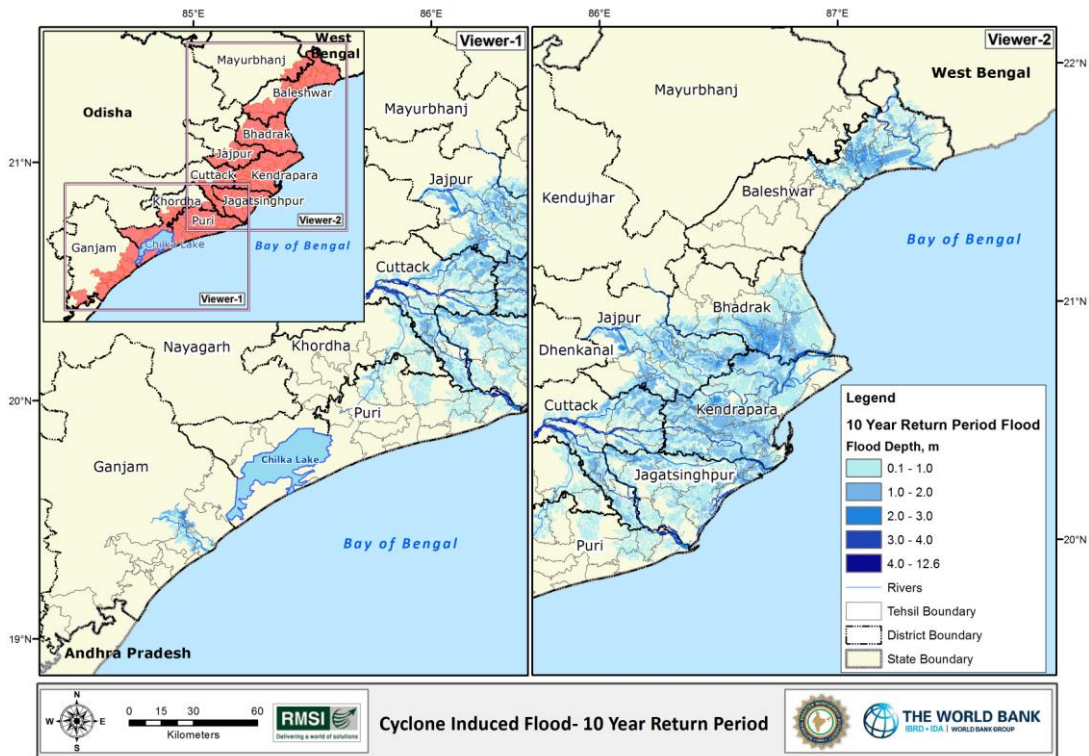 85°E
86°E
86°E
87°E
Viewer-1
Viewer-2
West
Bengal
Mayurbhanj
Baleshwar
Odisha
Bhadrak
Jajpur
Cuttack
Kendrapara
Khordha
Jagatsinghpur
Puri
Viewer-2
Ganjam
Chilka Lake
Bay of Bengal
Viewer-1
21°N
20°N
19°N
Mayurbhanj
Jajpur
Cuttack
Nayagarh
Khordha
Puri
Ganjam
Chilka Lake
Bay of Bengal
Andhra Pradesh
22°N
21°N
20°N
West Bengal
Mayurbhanj
Kendujhar
Baleshwar
Bay of Bengal
Bhadrak
Jajpur
Dhenkanal
Cuttack
Kendrapara
Jagatsinghpur
Puri
Legend
10 Year Return Period Flood
Flood Depth, m
0.1 - 1.0
1.0 - 2.0
2.0 - 3.0
3.0 - 4.0
4.0 - 12.6
Rivers
Tehsil Boundary
District Boundary
State Boundary
N
W E
S
0 15 30 60
Kilometers
RMSI
Delivering a world of solutions
Cyclone Induced Flood- 10 Year Return Period
THE WORLD BANK
IBRD • IDA | WORLD BANK GROUP